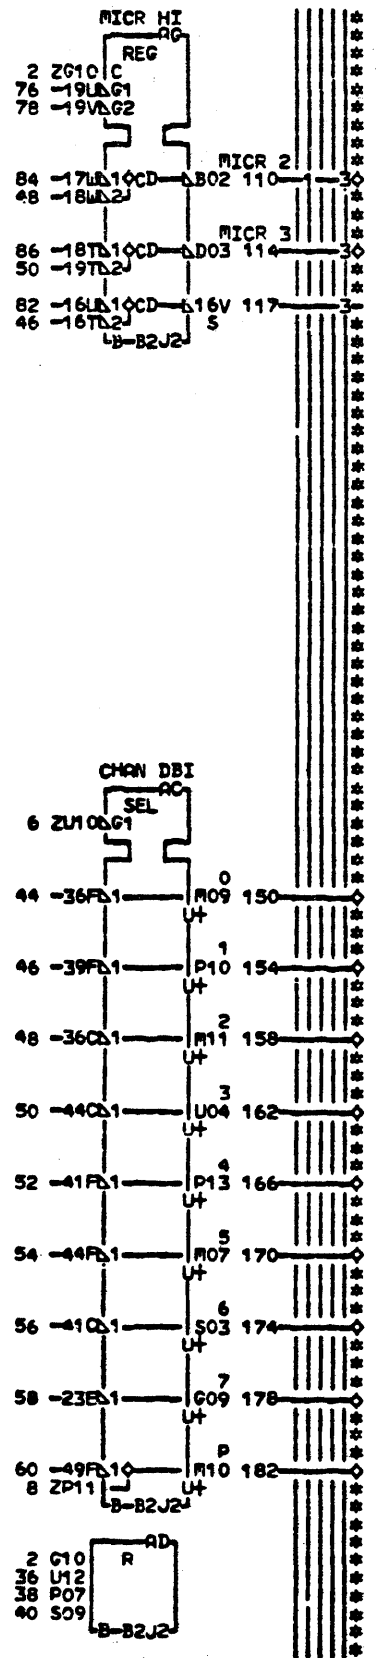 MICR HI
AG
REG
2 ZG10 C
76 -19U G1
78 -19V G2
MICR 2
84 -17W 1 CD B02 110 1 3
48 -18W 2
MICR 3
86 -18T 1 CD D03 114 3
50 -19T 2
82 -16U 1 CD 16V 117 3
46 -16T 2 S
B-B2J2
CHAN DBI
AC
SEL
6 ZU10 G1
0
44 -36F 1 M09 150
U+
1
46 -39F 1 P10 154
U+
2
48 -36C 1 M11 158
U+
3
50 -44C 1 U04 162
U+
4
52 -41F 1 P13 166
U+
5
54 -44F 1 M07 170
U+
6
56 -41C 1 S03 174
U+
7
58 -23E 1 G09 178
U+
P
60 -49F 1 M10 182
8 ZP11 U+
B-B2J2
AD
2 G10 R
36 U12
38 P07
40 S09
B-B2J2